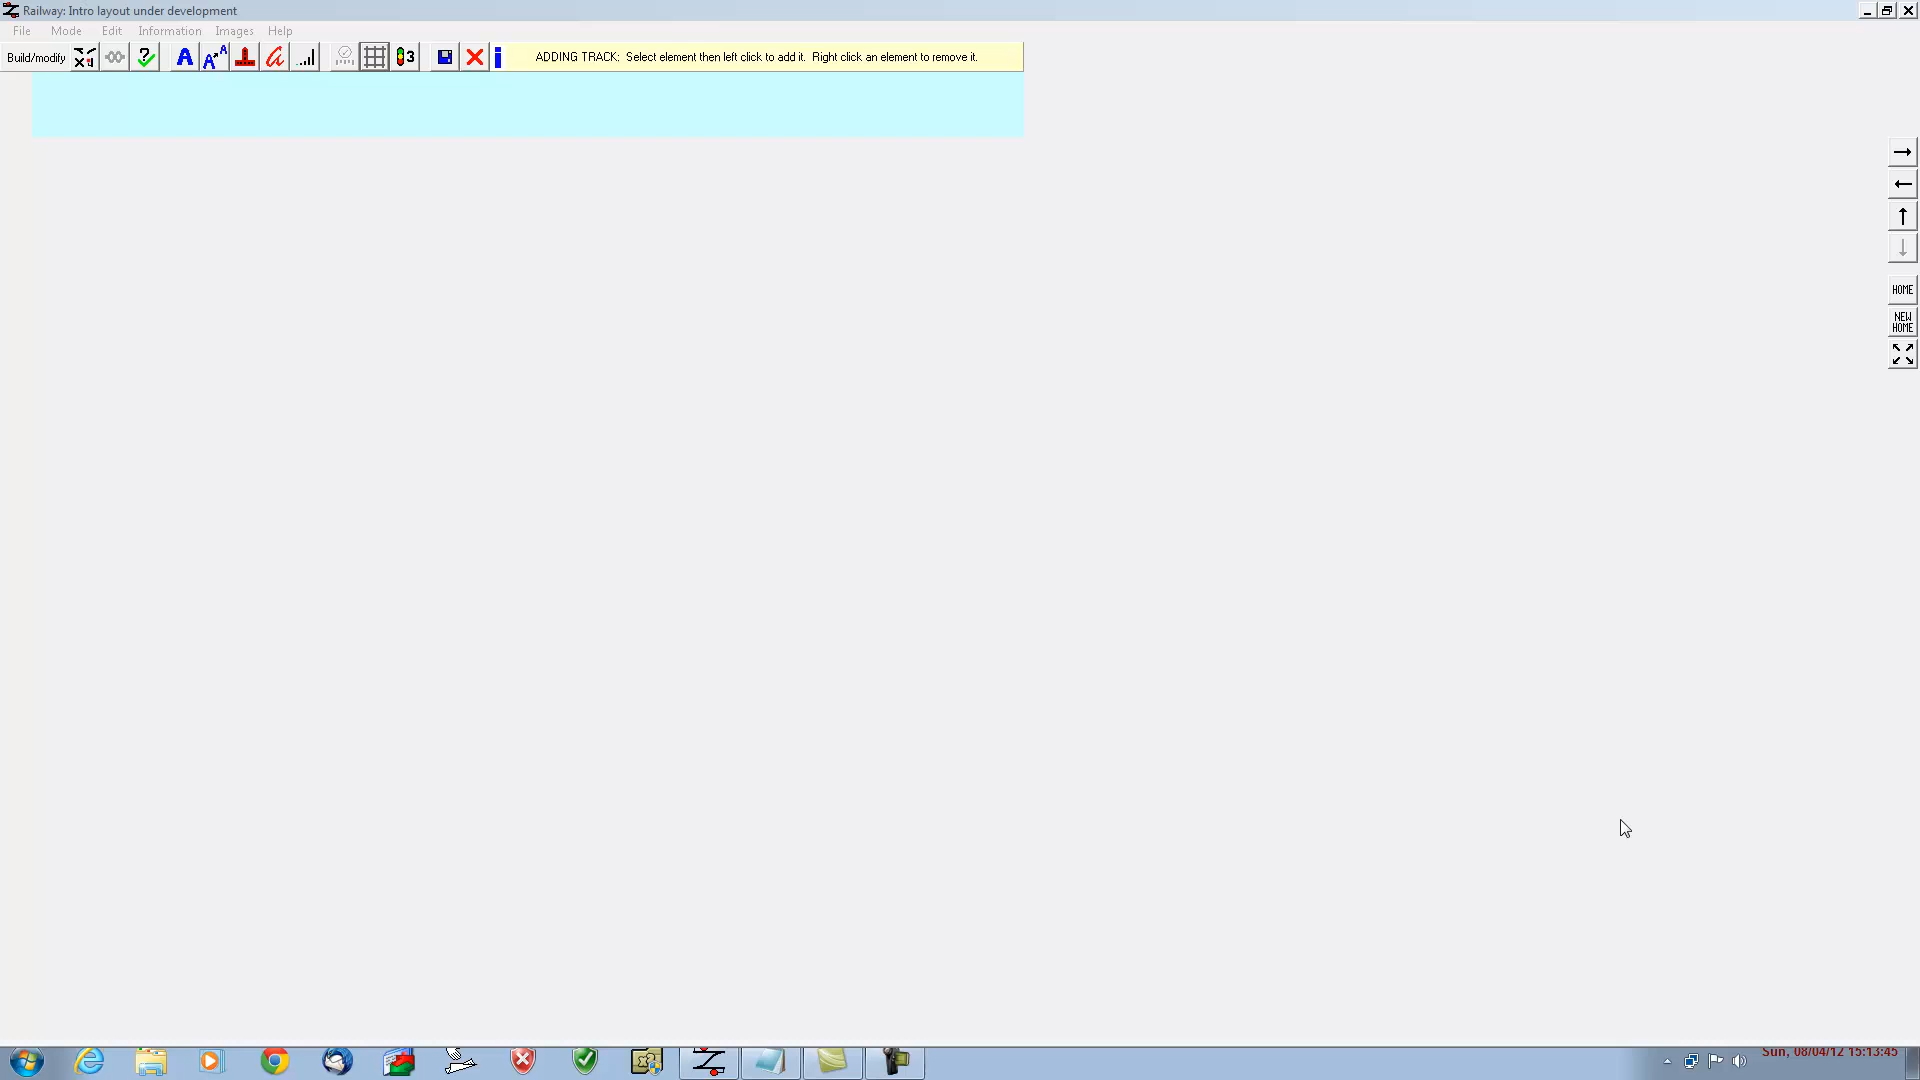 Railway: Intro layout under development
File Mode Edit Information Images Help
Build/modify
A
A A
a
3
i
ADDING TRACK: Select element then left click to add it. Right click an element to remove it.
HOME
NEW
HOME
Sun, 08/04/12 15:13:45